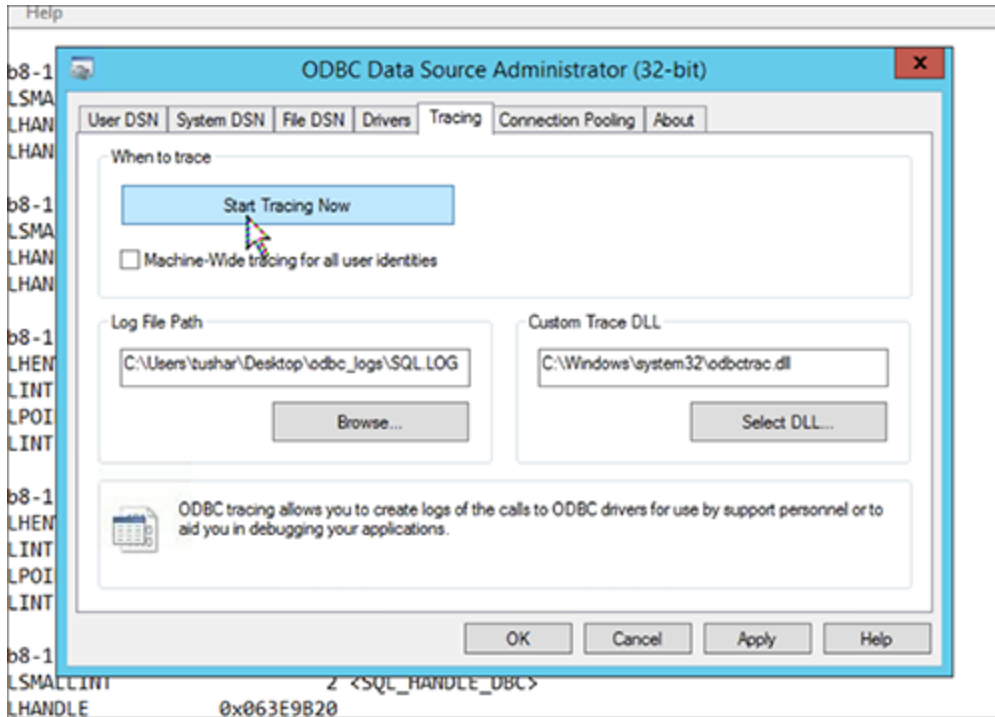 Help
ODBC Data Source Administrator (32-bit)
x
User DSN System DSN File DSN Drivers Tracing Connection Pooling About
When to trace
Start Tracing Now
Machine-Wide tracing for all user identities
Log File Path
C:\Users\tushar\Desktop\odbc_logs\SQL.LOG
Browse...
Custom Trace DLL
C:\Windows\system32\odbctrac.dll
Select DLL...
ODBC tracing allows you to create logs of the calls to ODBC drivers for use by support personnel or to
aid you in debugging your applications.
OK Cancel Apply Help
b8-1
LSMA
LHAN
LHAN
b8-1
LSMA
LHAN
LHAN
b8-1
LHEN
LINT
LPOI
LINT
b8-1
LHEN
LINT
LPOI
LINT
b8-1
LSMALLINT 2 <SQL_HANDLE_DBC>
LHANDLE 0x063E9B20